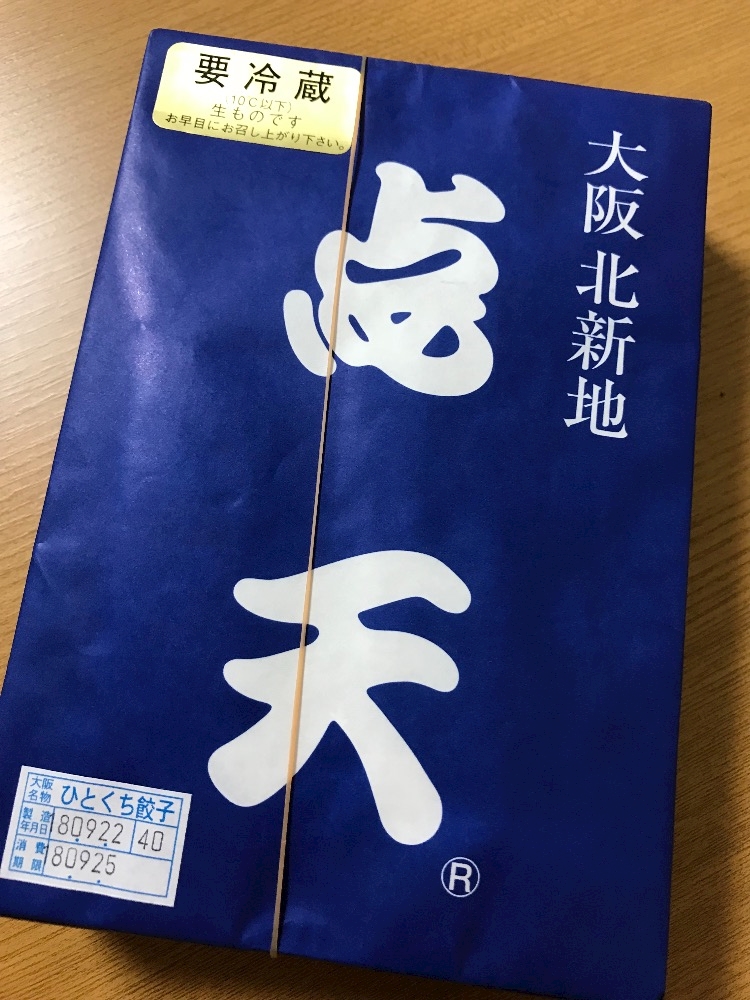 要冷蔵
(10℃以下)
生ものです
お早目にお召し上がり下さい。
大阪 北新地
点天
®
大阪名物 ひとくち餃子
製造年月日 180922 40
消費期限 180925